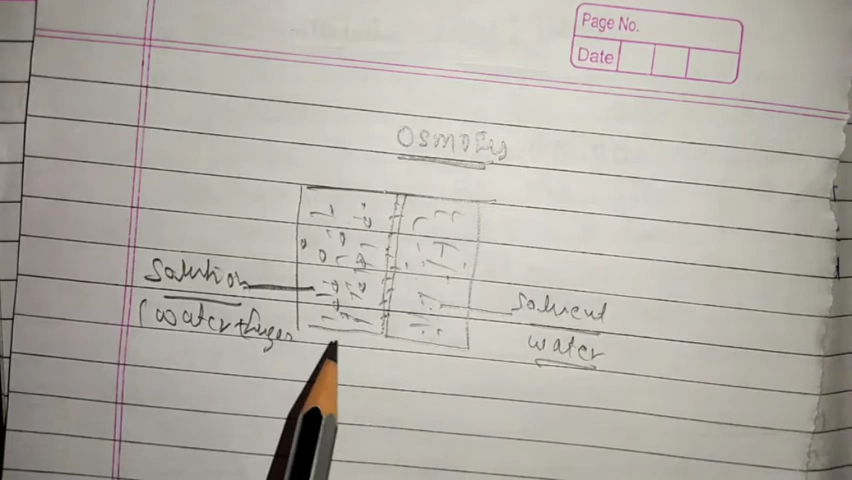 Page No.
Date
OSMOSIS
Solution
(water + sugar
Solvent
water